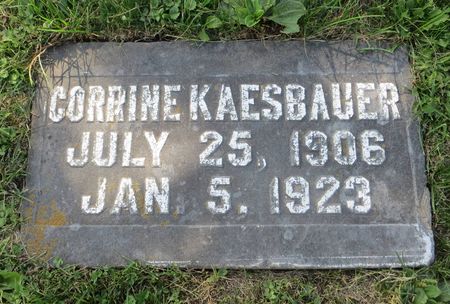 CORRINE KAESBAUER
JULY 25, 1906
JAN. 5. 1923